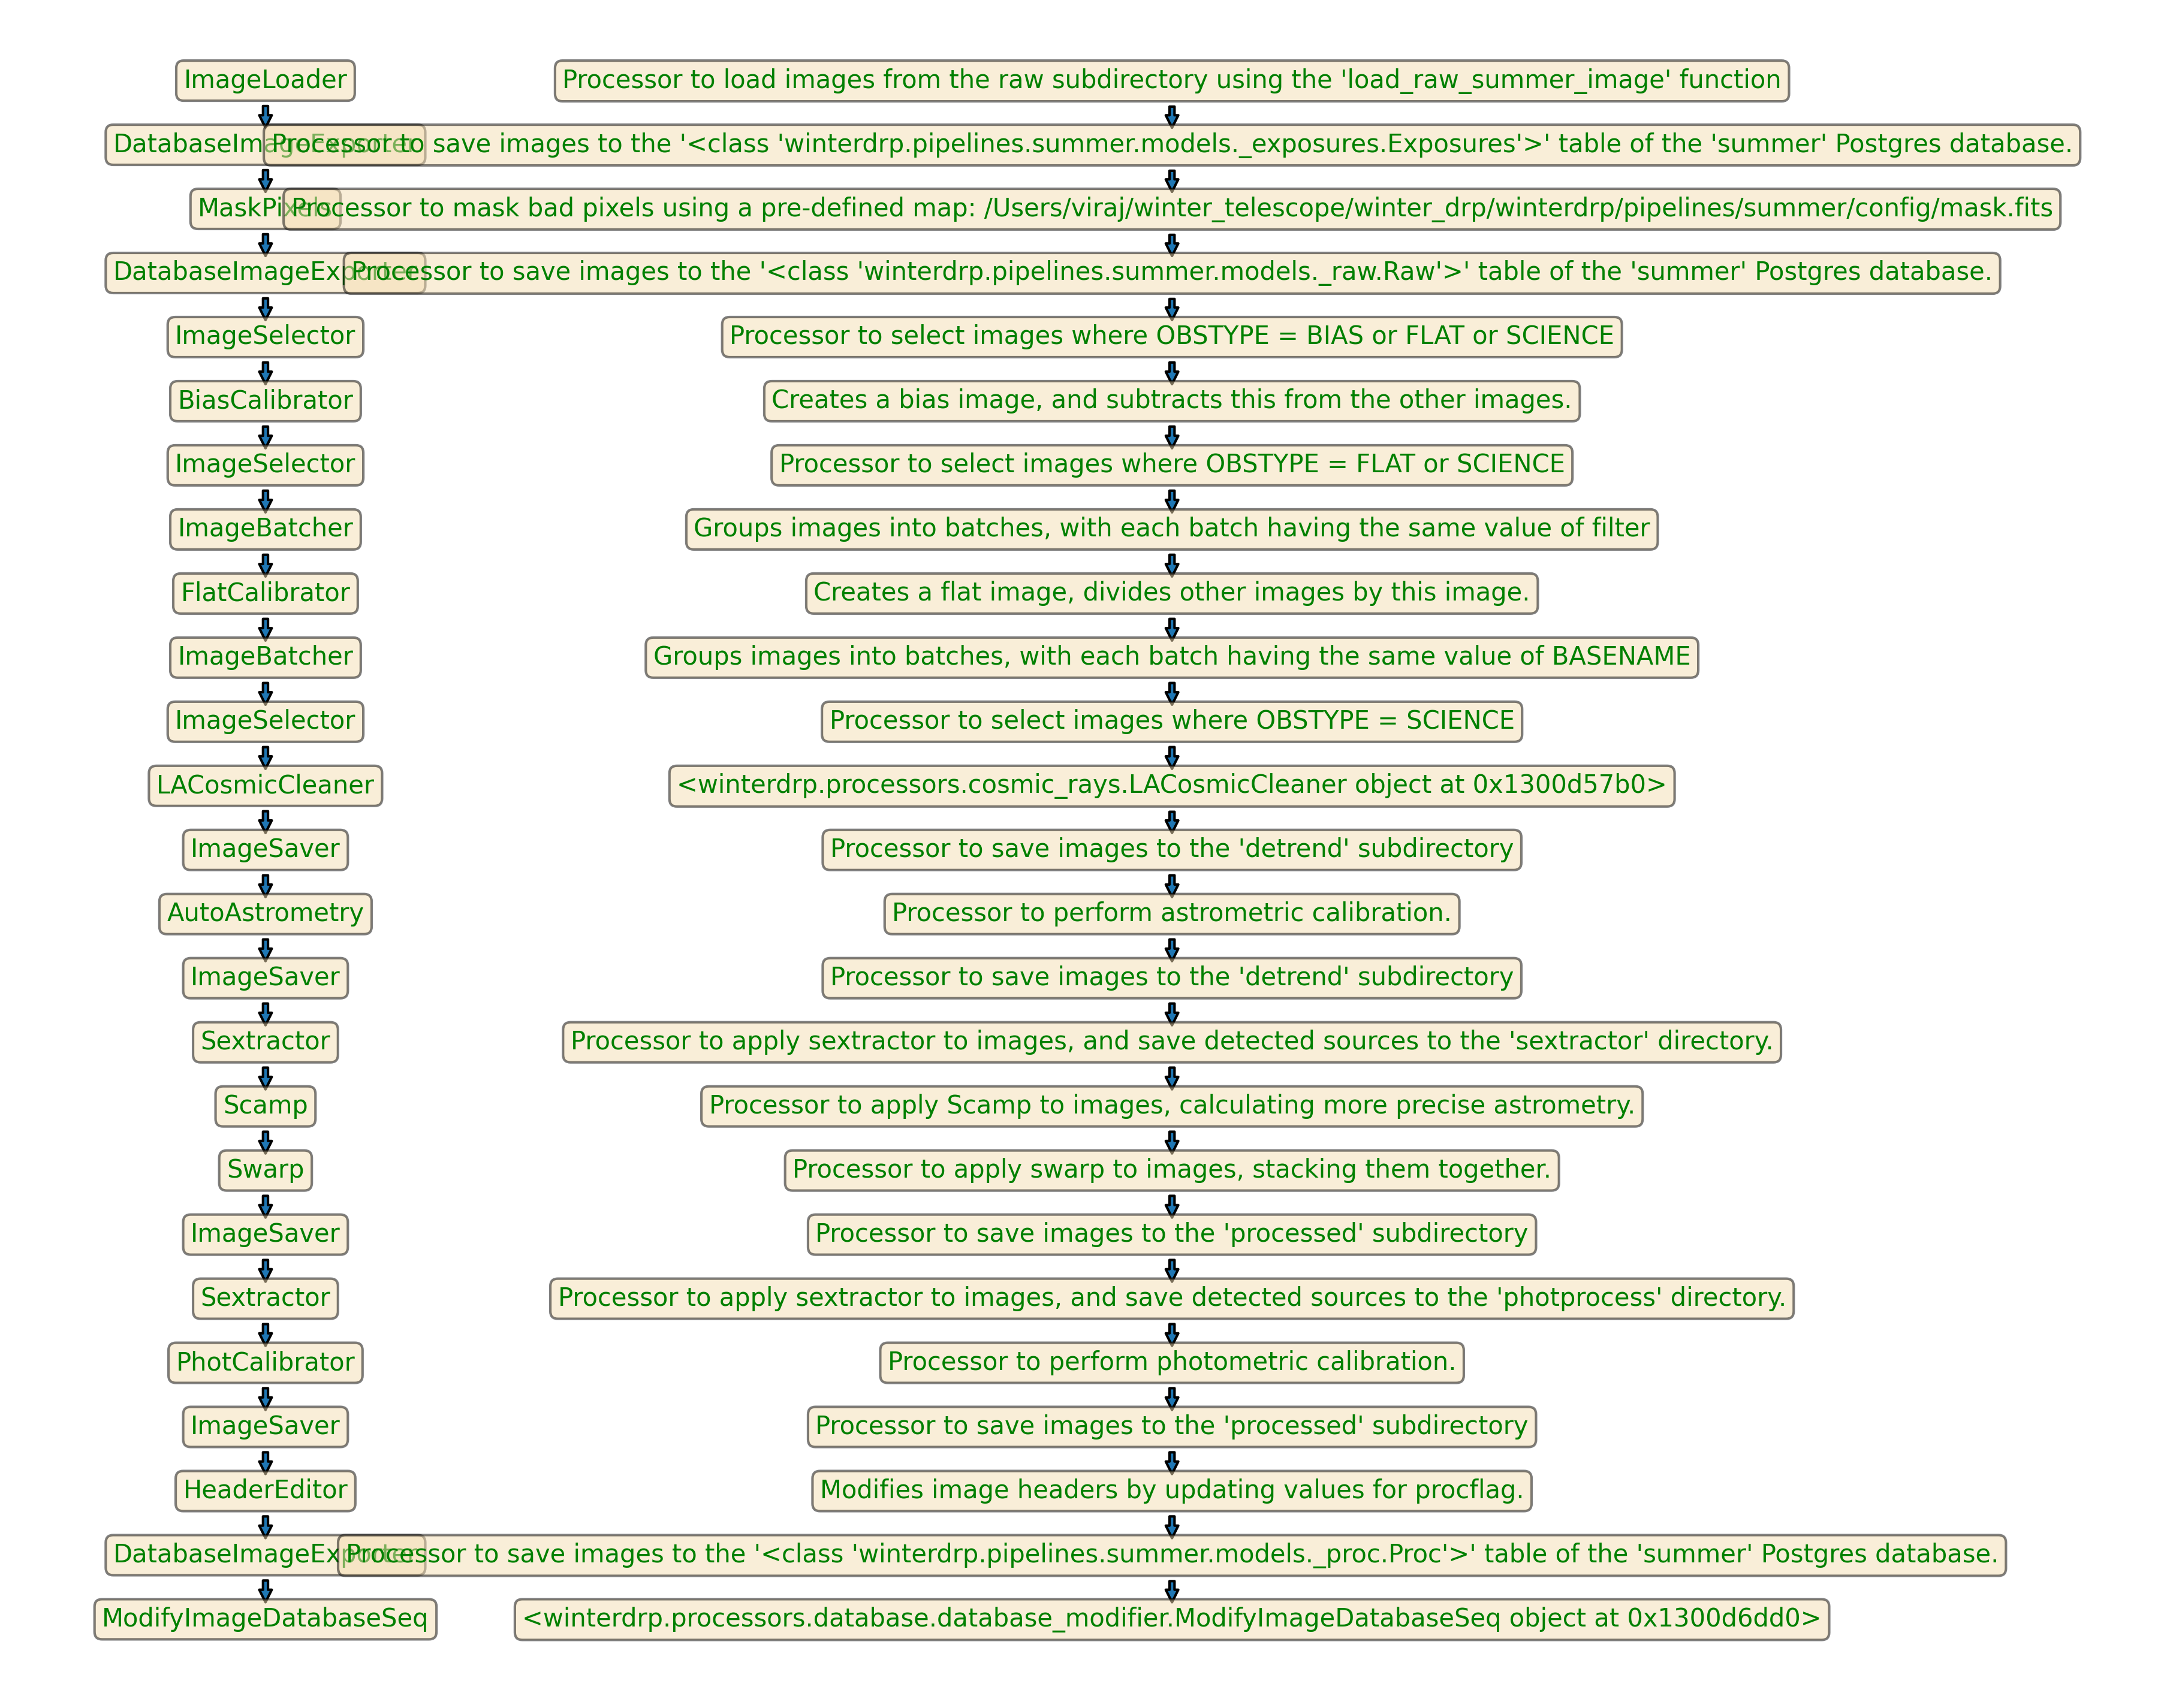 ImageLoader
Processor to load images from the raw subdirectory using the 'load_raw_summer_image' function
DatabaseImageExporter
Processor to save images to the '<class 'winterdrp.pipelines.summer.models._exposures.Exposures'>' table of the 'summer' Postgres database.
MaskPixels
Processor to mask bad pixels using a pre-defined map: /Users/viraj/winter_telescope/winter_drp/winterdrp/pipelines/summer/config/mask.fits
DatabaseImageExporter
Processor to save images to the '<class 'winterdrp.pipelines.summer.models._raw.Raw'>' table of the 'summer' Postgres database.
ImageSelector
Processor to select images where OBSTYPE = BIAS or FLAT or SCIENCE
BiasCalibrator
Creates a bias image, and subtracts this from the other images.
ImageSelector
Processor to select images where OBSTYPE = FLAT or SCIENCE
ImageBatcher
Groups images into batches, with each batch having the same value of filter
FlatCalibrator
Creates a flat image, divides other images by this image.
ImageBatcher
Groups images into batches, with each batch having the same value of BASENAME
ImageSelector
Processor to select images where OBSTYPE = SCIENCE
LACosmicCleaner
<winterdrp.processors.cosmic_rays.LACosmicCleaner object at 0x1300d57b0>
ImageSaver
Processor to save images to the 'detrend' subdirectory
AutoAstrometry
Processor to perform astrometric calibration.
ImageSaver
Processor to save images to the 'detrend' subdirectory
Sextractor
Processor to apply sextractor to images, and save detected sources to the 'sextractor' directory.
Scamp
Processor to apply Scamp to images, calculating more precise astrometry.
Swarp
Processor to apply swarp to images, stacking them together.
ImageSaver
Processor to save images to the 'processed' subdirectory
Sextractor
Processor to apply sextractor to images, and save detected sources to the 'photprocess' directory.
PhotCalibrator
Processor to perform photometric calibration.
ImageSaver
Processor to save images to the 'processed' subdirectory
HeaderEditor
Modifies image headers by updating values for procflag.
DatabaseImageExporter
Processor to save images to the '<class 'winterdrp.pipelines.summer.models._proc.Proc'>' table of the 'summer' Postgres database.
ModifyImageDatabaseSeq
<winterdrp.processors.database.database_modifier.ModifyImageDatabaseSeq object at 0x1300d6dd0>